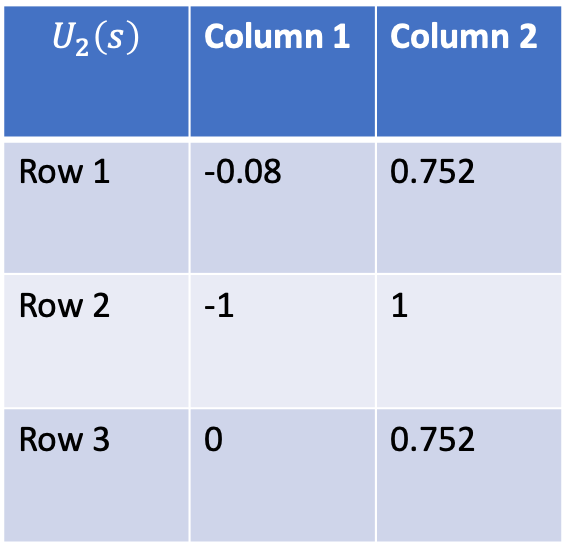 U₂(s) Column 1 Column 2
Row 1 -0.08 0.752
Row 2 -1 1
Row 3 0 0.752